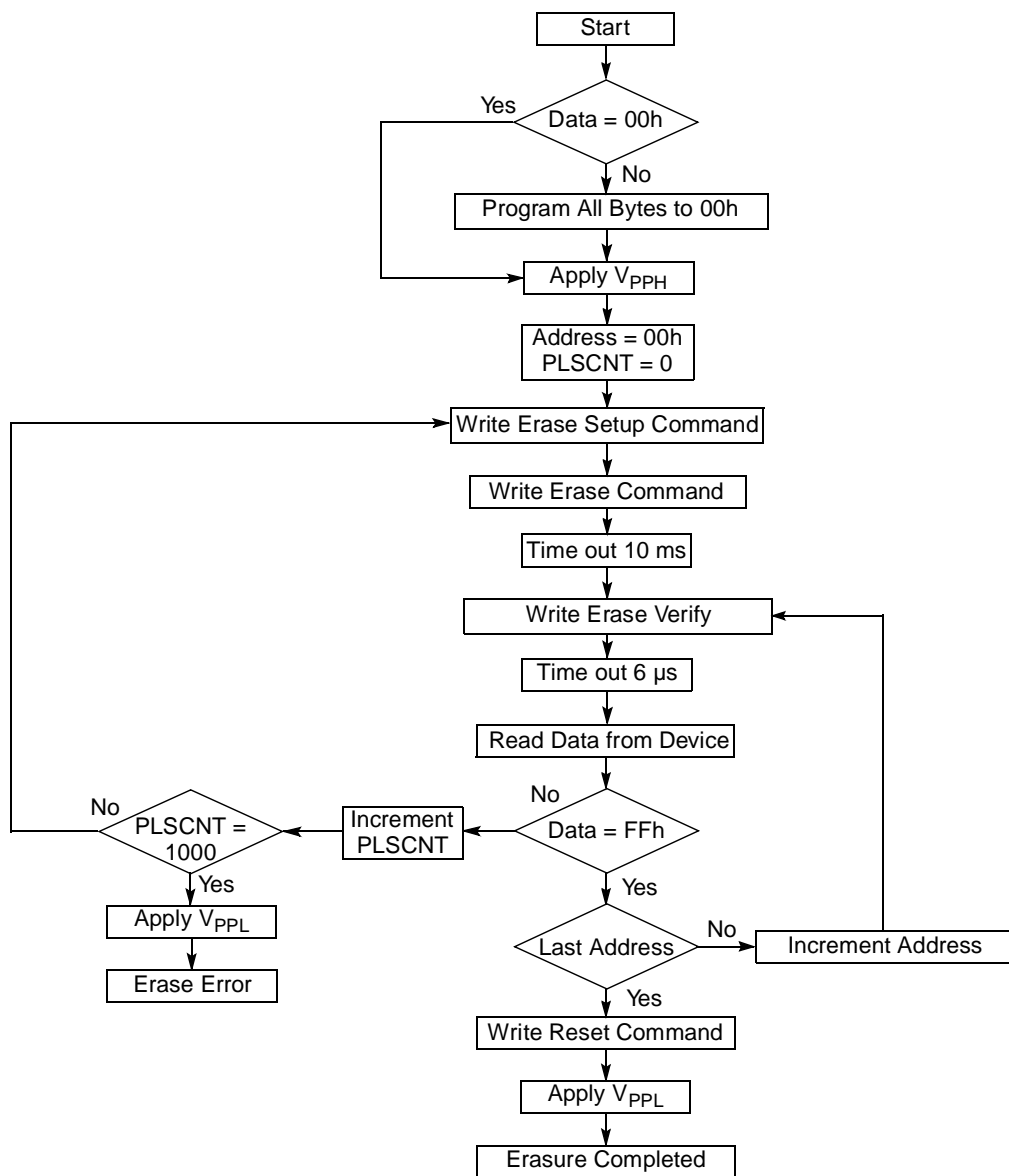 Start
Yes
Data = 00h
No
Program All Bytes to 00h
Apply VPPH
Address = 00h
PLSCNT = 0
Write Erase Setup Command
Write Erase Command
Time out 10 ms
Write Erase Verify
Time out 6 µs
Read Data from Device
No
PLSCNT =
1000
Increment
PLSCNT
No
Data = FFh
Yes
Yes
Apply VPPL
Last Address
No
Increment Address
Erase Error
Yes
Write Reset Command
Apply VPPL
Erasure Completed